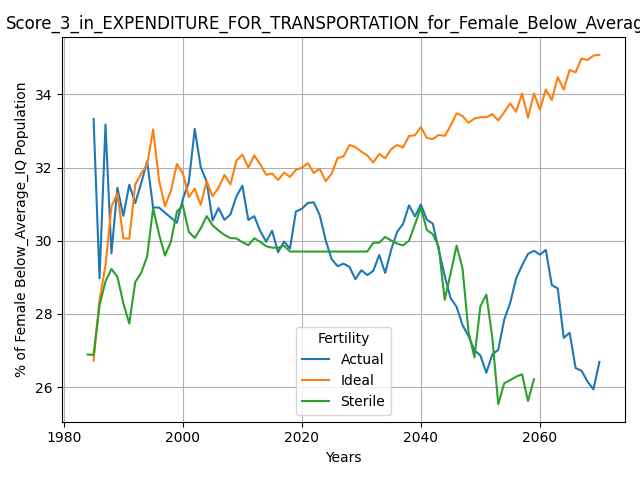 Score_3_in_EXPENDITURE_FOR_TRANSPORTATION_for_Female_Below_Averag
% of Female Below_Average_IQ Population
34
32
30
28
26
Fertility
Actual
Ideal
Sterile
1980
2000
2020
2040
2060
Years